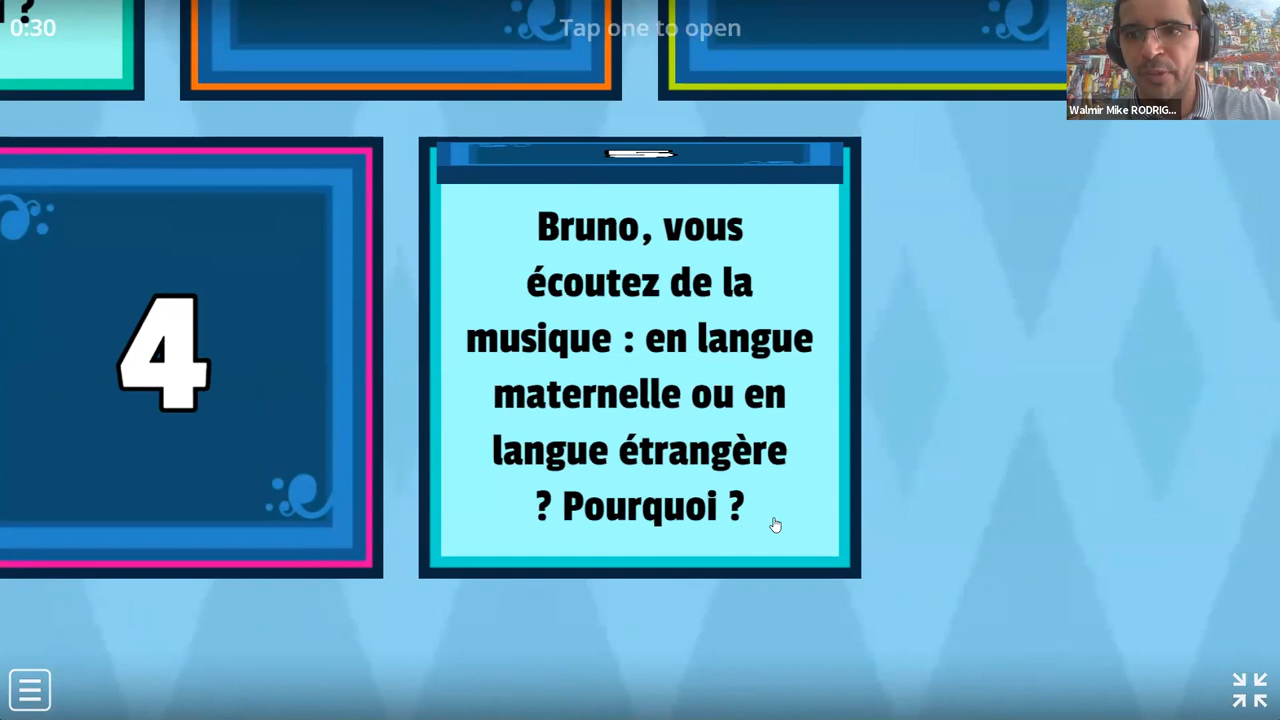 ?
0:30
Tap one to open
Walmir Mike RODRIG...
4
Bruno, vous
écoutez de la
musique : en langue
maternelle ou en
langue étrangère
? Pourquoi ?